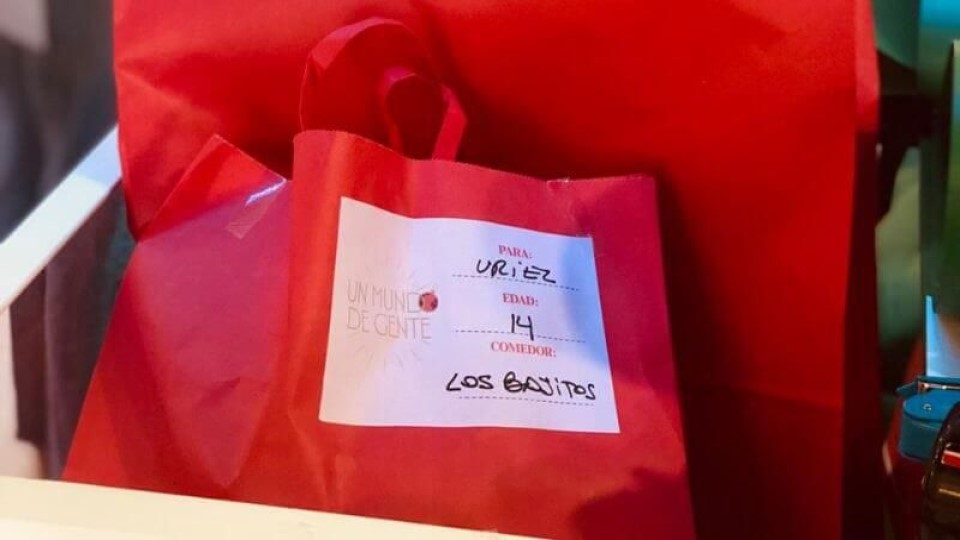 UN MUNDO
DE GENTE
PARA:
URiEL
EDAD:
14
COMEDOR:
LOS BAJiTOS